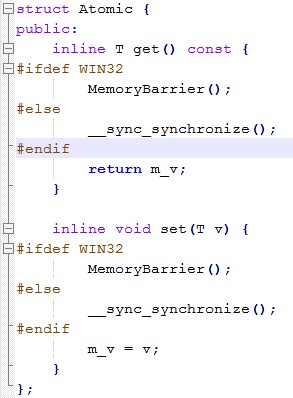 struct Atomic {
public:
    inline T get() const {
#ifdef WIN32
        MemoryBarrier();
#else
        __sync_synchronize();
#endif
        return m_v;
    }

    inline void set(T v) {
#ifdef WIN32
        MemoryBarrier();
#else
        __sync_synchronize();
#endif
        m_v = v;
    }
};